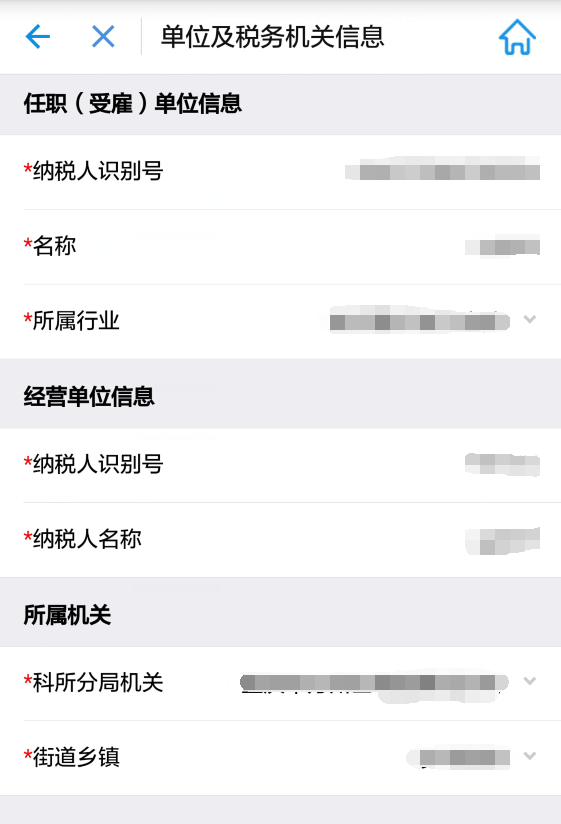 单位及税务机关信息
任职（受雇）单位信息
*纳税人识别号
*名称
*所属行业
经营单位信息
*纳税人识别号
*纳税人名称
所属机关
*科所分局机关
*街道乡镇